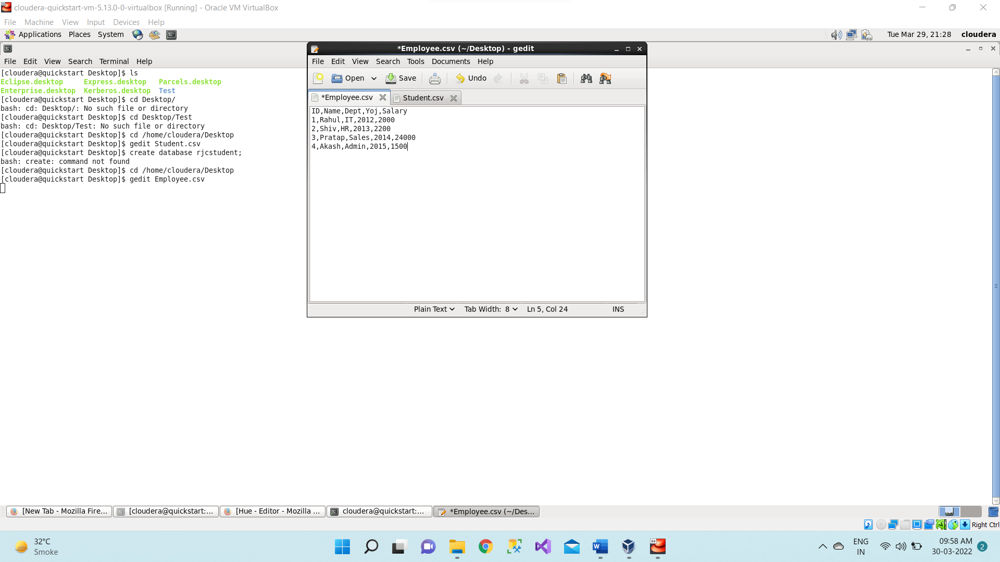 cloudera-quickstart-vm-5.13.0-0-virtualbox [Running] - Oracle VM VirtualBox
File Machine View Input Devices Help
Applications Places System Tue Mar 29, 21:28 cloudera
File Edit View Search Terminal Help
[cloudera@quickstart Desktop]$ ls
Eclipse.desktop Express.desktop Parcels.desktop
Enterprise.desktop Kerberos.desktop Test
[cloudera@quickstart Desktop]$ cd Desktop/
bash: cd: Desktop/: No such file or directory
[cloudera@quickstart Desktop]$ cd Desktop/Test
bash: cd: Desktop/Test: No such file or directory
[cloudera@quickstart Desktop]$ cd /home/cloudera/Desktop
[cloudera@quickstart Desktop]$ gedit Student.csv
[cloudera@quickstart Desktop]$ create database rjcstudent;
bash: create: command not found
[cloudera@quickstart Desktop]$ cd /home/cloudera/Desktop
[cloudera@quickstart Desktop]$ gedit Employee.csv
*Employee.csv (~/Desktop) - gedit
File Edit View Search Tools Documents Help
Open Save Undo
*Employee.csv Student.csv
ID,Name,Dept,Yoj,Salary
1,Rahul,IT,2012,2000
2,Shiv,HR,2013,2200
3,Pratap,Sales,2014,24000
4,Akash,Admin,2015,1500
Plain Text Tab Width: 8 Ln 5, Col 24 INS
[New Tab - Mozilla Fire... [cloudera@quickstart:... [Hue - Editor - Mozilla ... cloudera@quickstart:... *Employee.csv (~/Des...
Right Ctrl
32°C
Smoke
ENG
IN
09:58 AM
30-03-2022
2